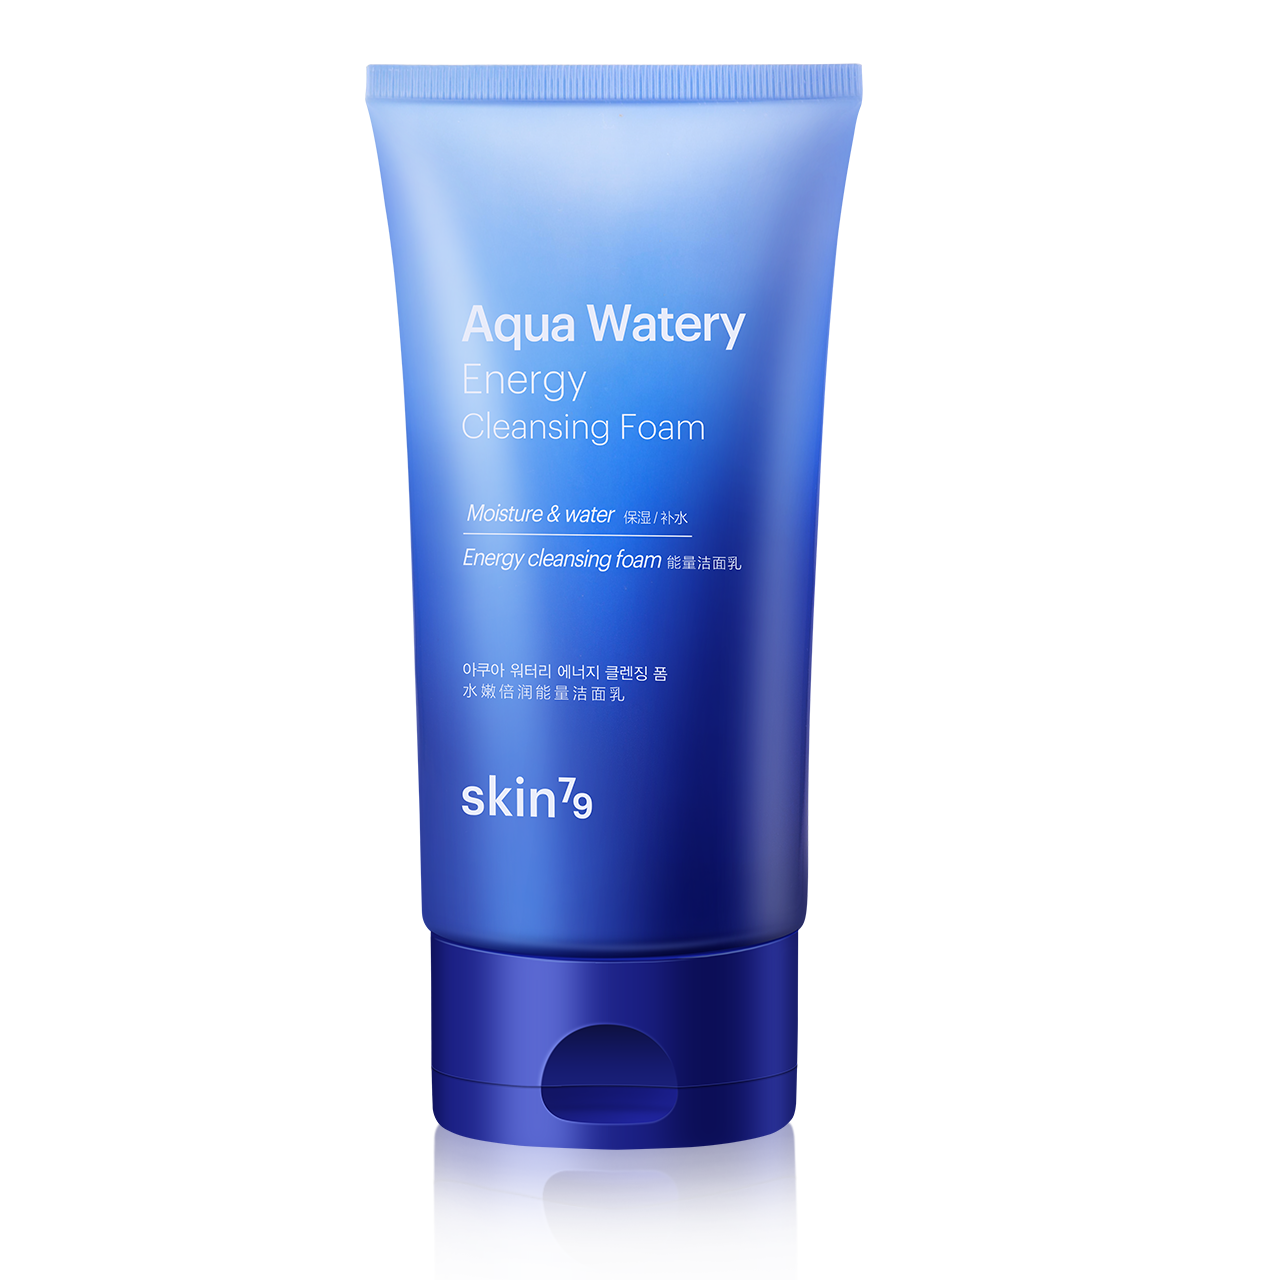 Aqua Watery
Energy
Cleansing Foam
Moisture & water 保湿/补水
Energy cleansing foam 能量洁面乳
아쿠아 워터리 에너지 클렌징 폼
水嫩倍润能量洁面乳
skin79